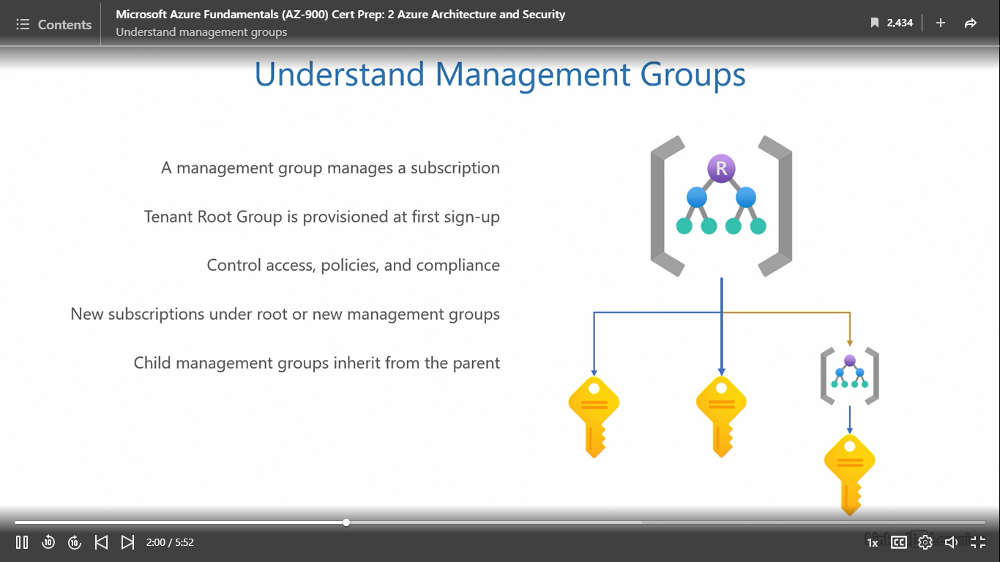 Contents
Microsoft Azure Fundamentals (AZ-900) Cert Prep: 2 Azure Architecture and Security
Understand management groups
2,434
Understand Management Groups
A management group manages a subscription
Tenant Root Group is provisioned at first sign-up
Control access, policies, and compliance
New subscriptions under root or new management groups
Child management groups inherit from the parent
R
10
10
2:00 / 5:52
1x
CC